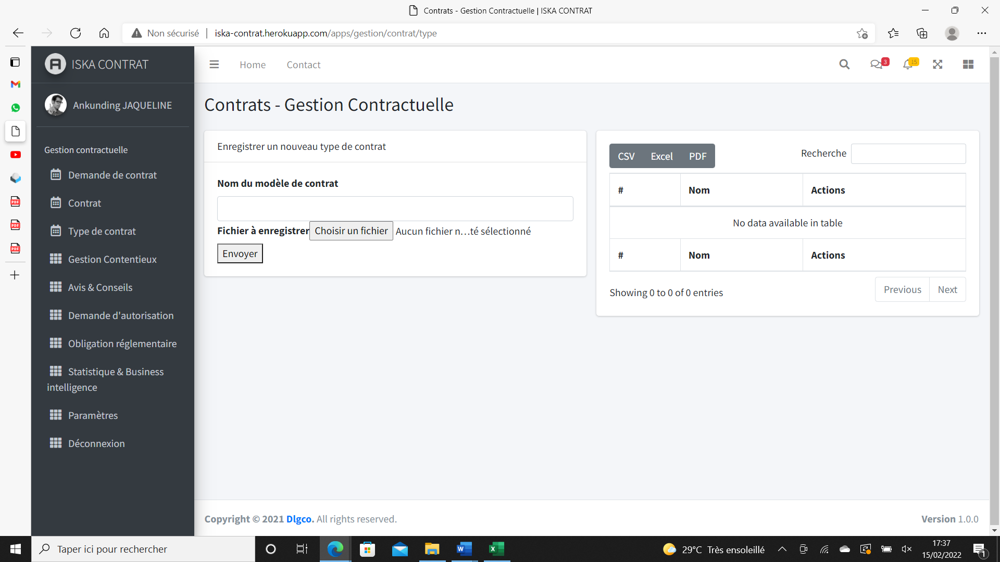 Contrats - Gestion Contractuelle | ISKA CONTRAT
Non sécurisé
iska-contrat.herokuapp.com/apps/gestion/contrat/type
ISKA CONTRAT
Home
Contact
3
15
Ankunding JAQUELINE
Contrats - Gestion Contractuelle
Gestion contractuelle
Demande de contrat
Contrat
Type de contrat
Gestion Contentieux
Avis & Conseils
Demande d'autorisation
Obligation réglementaire
Statistique & Business
intelligence
Paramètres
Déconnexion
Enregistrer un nouveau type de contrat
Nom du modèle de contrat
Fichier à enregistrer
Choisir un fichier
Aucun fichier n...té sélectionné
Envoyer
CSV
Excel
PDF
Recherche
# Nom Actions
No data available in table
# Nom Actions
Showing 0 to 0 of 0 entries
Previous
Next
Copyright © 2021 Dlgco. All rights reserved.
Version 1.0.0
PDF
PDF
PDF
Taper ici pour rechercher
29°C Très ensoleillé
17:37
15/02/2022
1